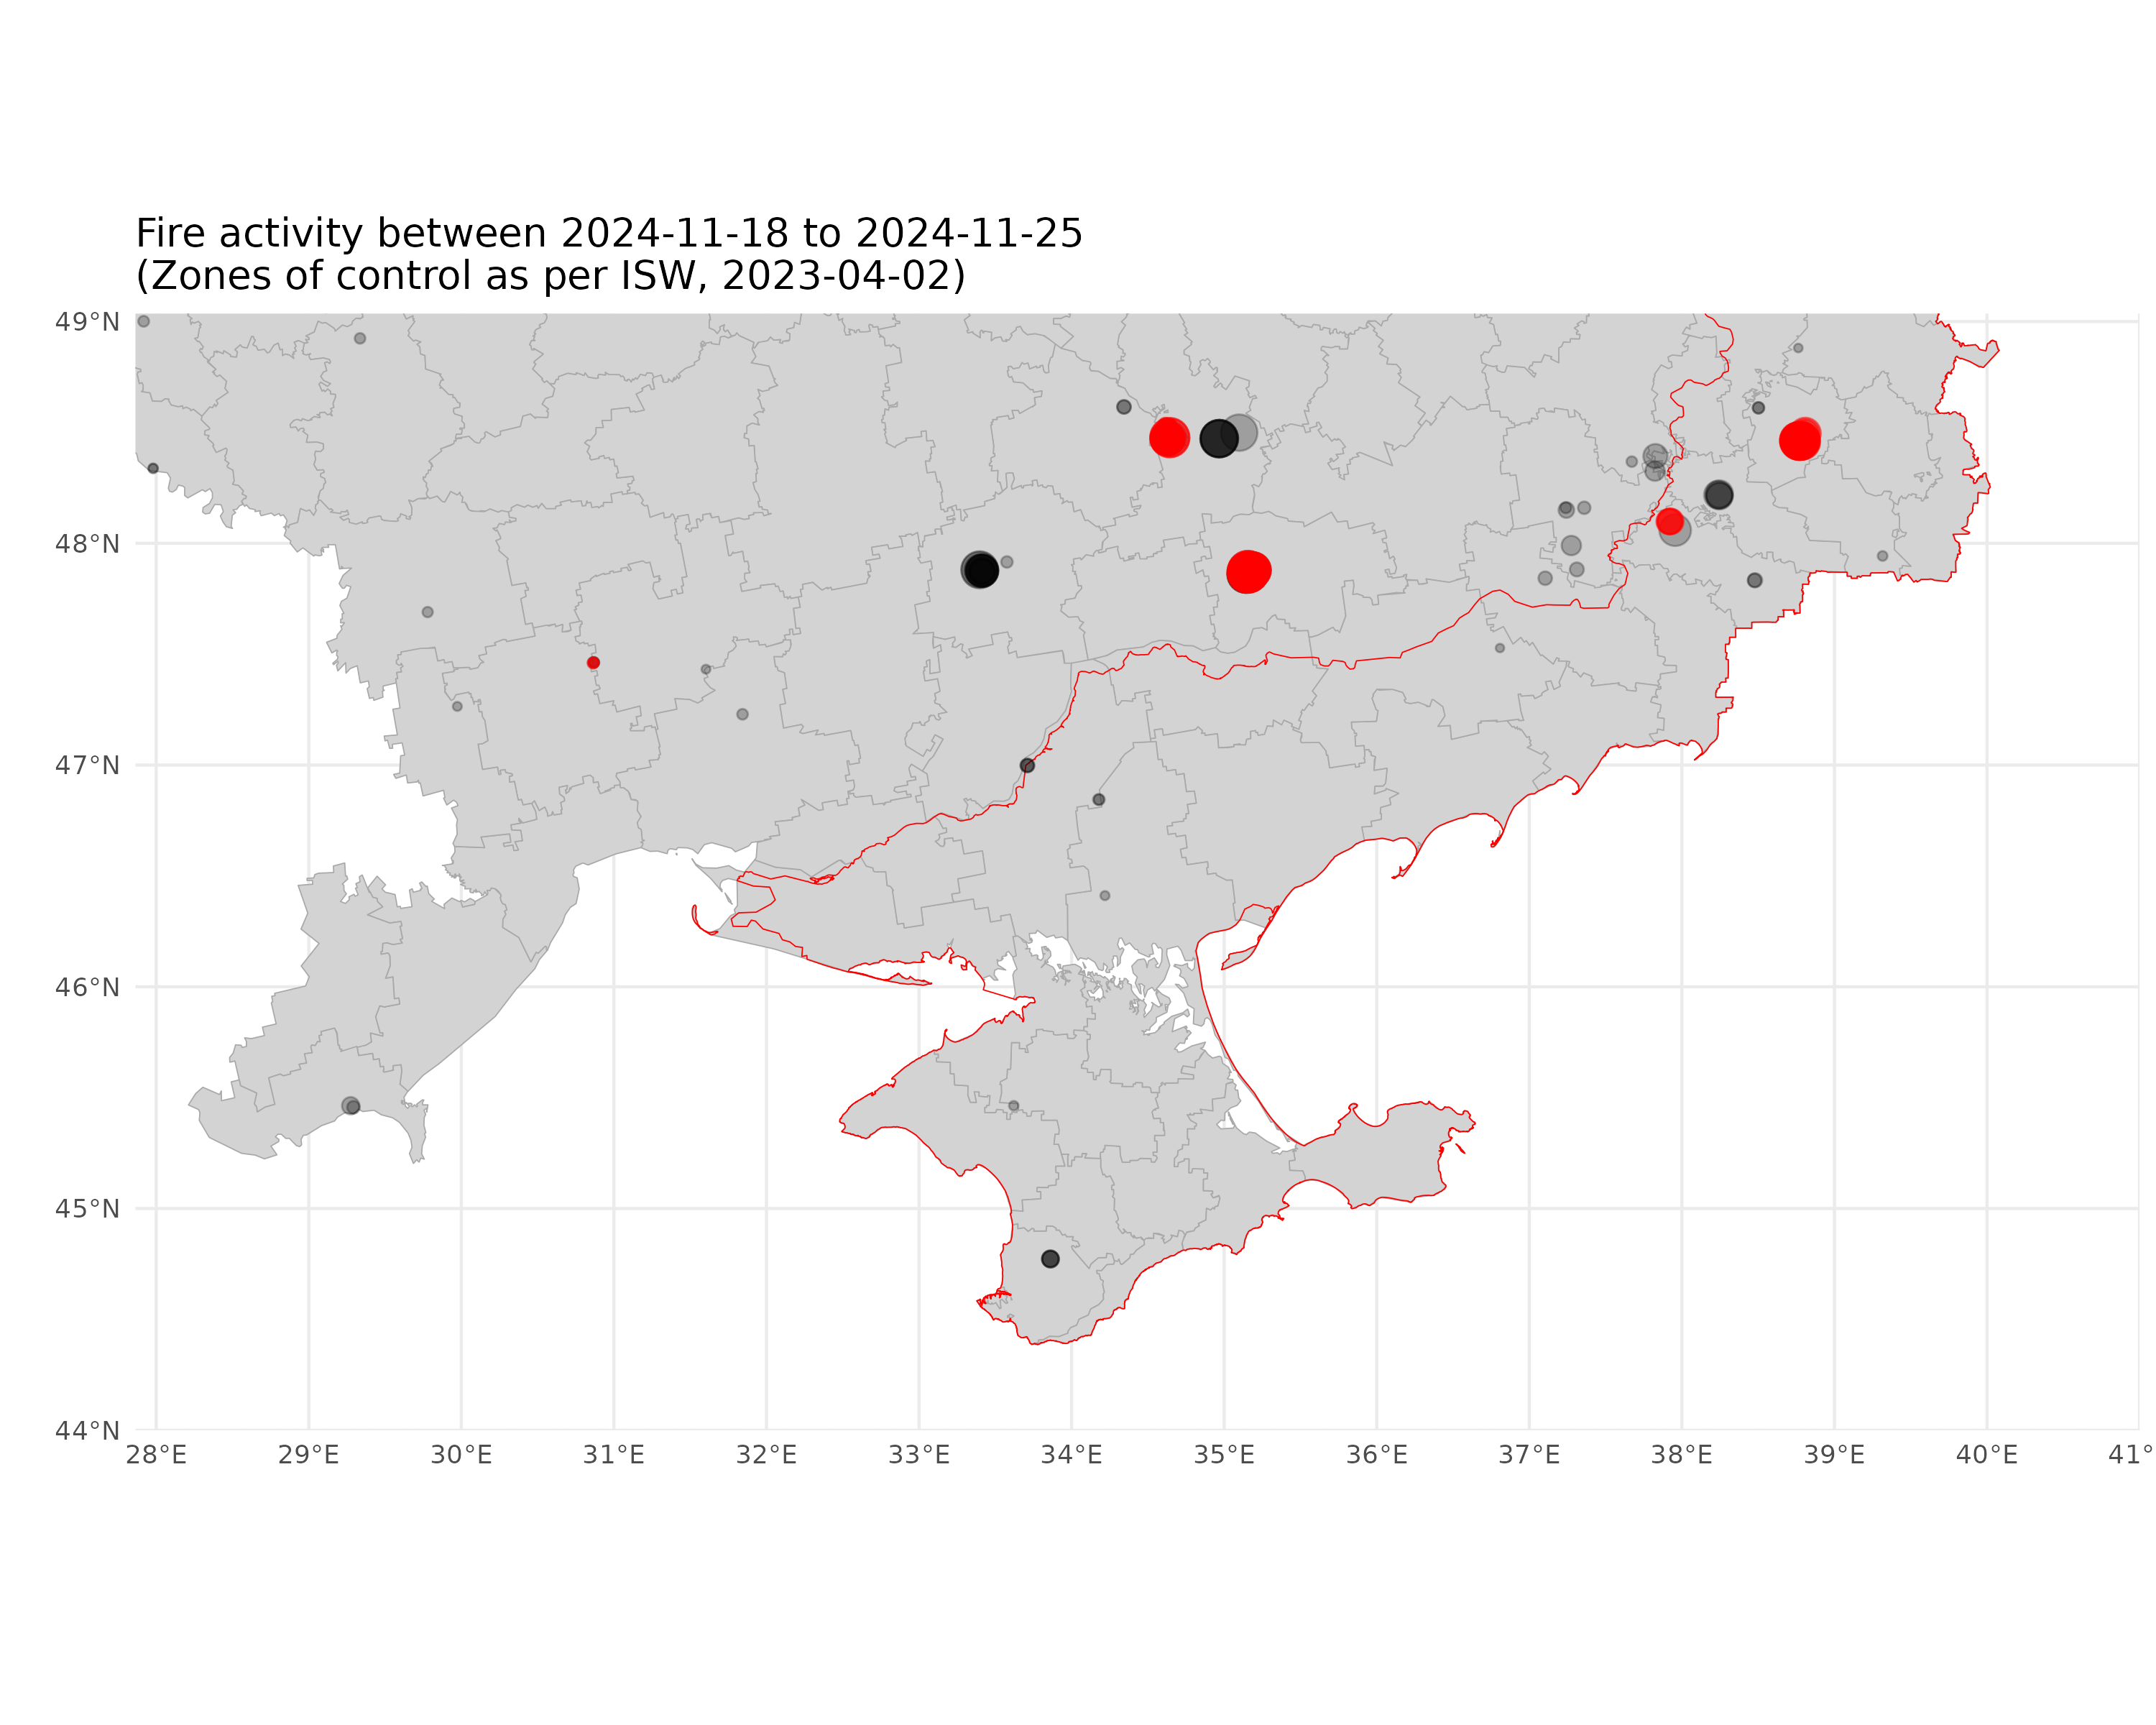 Fire activity between 2024-11-18 to 2024-11-25
(Zones of control as per ISW, 2023-04-02)
49°N
48°N
47°N
46°N
45°N
44°N
28°E 29°E 30°E 31°E 32°E 33°E 34°E 35°E 36°E 37°E 38°E 39°E 40°E 41°